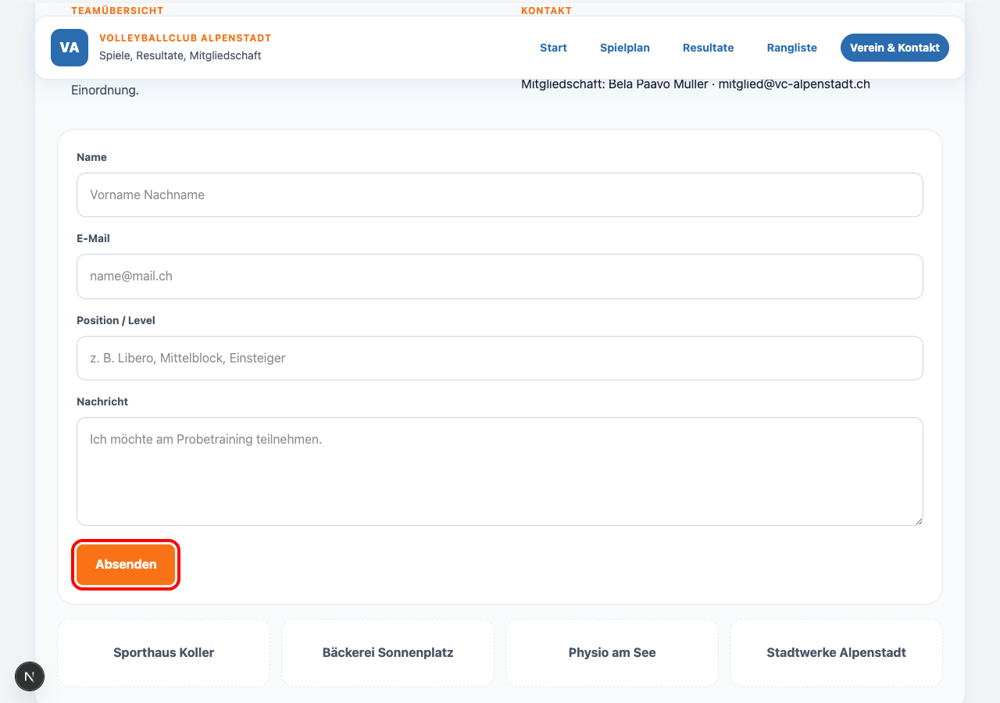 TEAMÜBERSICHT
KONTAKT
VA
VOLLEYBALLCLUB ALPENSTADT
Spiele, Resultate, Mitgliedschaft
Start
Spielplan
Resultate
Rangliste
Verein & Kontakt
Einordnung.
Mitgliedschaft: Bela Paavo Müller · mitglied@vc-alpenstadt.ch
Name
Vorname Nachname
E-Mail
name@mail.ch
Position / Level
z. B. Libero, Mittelblock, Einsteiger
Nachricht
Ich möchte am Probetraining teilnehmen.
Absenden
Sporthaus Koller
Bäckerei Sonnenplatz
Physio am See
Stadtwerke Alpenstadt
N